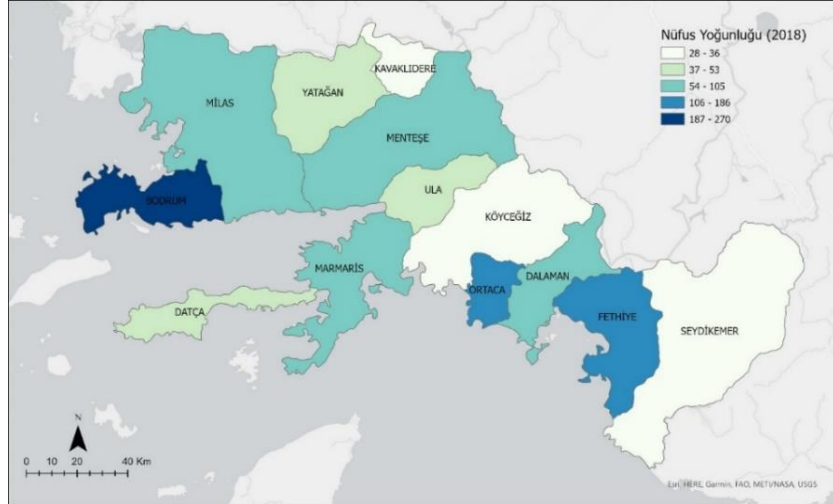 Nüfus Yoğunluğu (2018)
28 - 36
37 - 53
54 - 105
106 - 186
187 - 270
KAVAKLIDERE
YATAĞAN
MİLAS
MENTEŞE
BODRUM
ULA
KÖYCEĞİZ
MARMARİS
DALAMAN
ORTACA
DATÇA
FETHİYE
SEYDİKEMER
N
0 10 20 40 Km
Esri, HERE, Garmin, FAO, METI/NASA, USGS